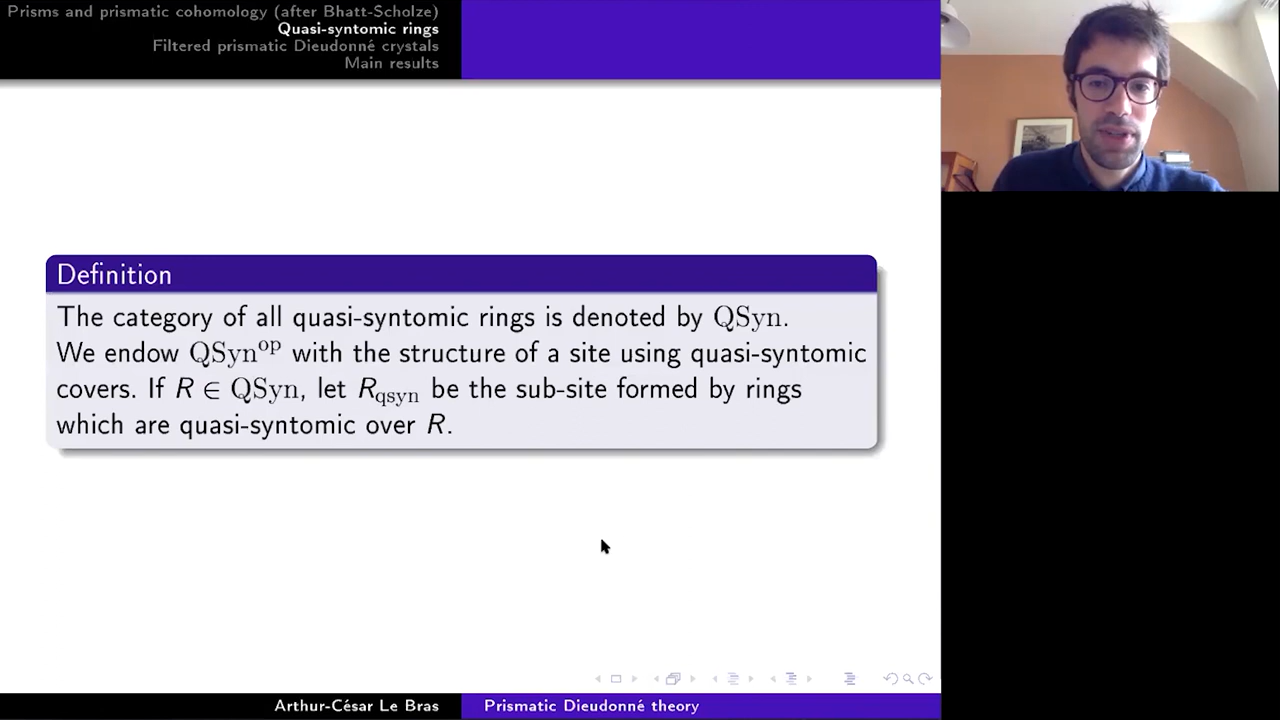 Prisms and prismatic cohomology (after Bhatt-Scholze)
Quasi-syntomic rings
Filtered prismatic Dieudonné crystals
Main results
Definition
The category of all quasi-syntomic rings is denoted by QSyn.
We endow QSyn^op with the structure of a site using quasi-syntomic
covers. If R ∈ QSyn, let R_qsyn be the sub-site formed by rings
which are quasi-syntomic over R.
Arthur-César Le Bras
Prismatic Dieudonné theory